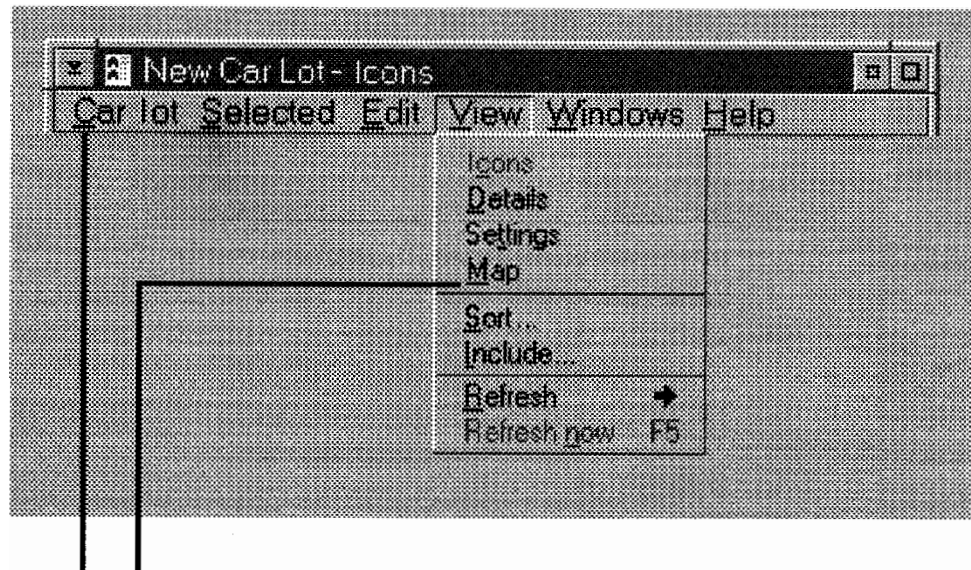 New Car Lot - Icons
Car lot Selected Edit View Windows Help
Icons
Details
Settings
Map
Sort...
Include...
Refresh
Refresh now F5